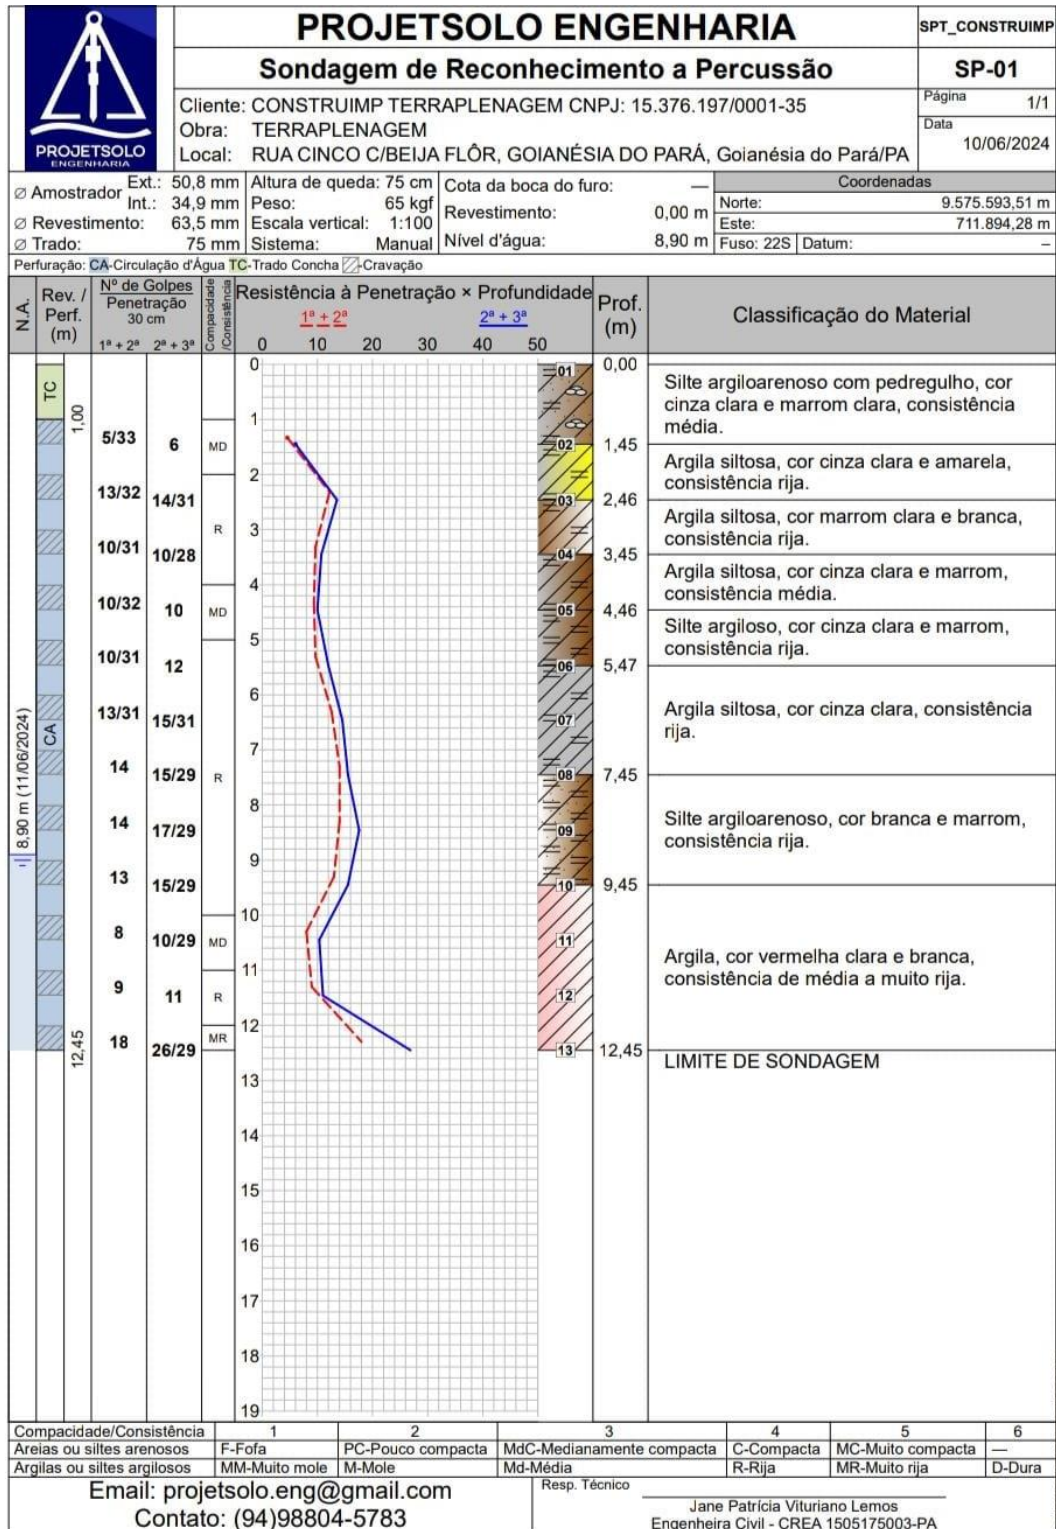 PROJETSOLO
ENGENHARIA
PROJETSOLO ENGENHARIA
SPT_CONSTRUIMP
Sondagem de Reconhecimento a Percussão
SP-01
Cliente: CONSTRUIMP TERRAPLENAGEM CNPJ: 15.376.197/0001-35
Obra: TERRAPLENAGEM
Local: RUA CINCO C/BEIJA FLÔR, GOIANÉSIA DO PARÁ, Goianésia do Pará/PA
Página 1/1
Data
10/06/2024
Ø Amostrador Ext.: 50,8 mm
Int.: 34,9 mm
Ø Revestimento: 63,5 mm
Ø Trado: 75 mm
Altura de queda: 75 cm
Peso: 65 kgf
Escala vertical: 1:100
Sistema: Manual
Cota da boca do furo: —
Revestimento: 0,00 m
Nível d'água: 8,90 m
Coordenadas
Norte: 9.575.593,51 m
Este: 711.894,28 m
Fuso: 22S Datum: –
Perfuração: CA-Circulação d'Água TC-Trado Concha -Cravação
N.A.
Rev. /
Perf.
(m)
Nº de Golpes
Penetração
30 cm
1ª + 2ª 2ª + 3ª
Compacidade
/Consistência
Resistência à Penetração × Profundidade
1ª + 2ª 2ª + 3ª
0 10 20 30 40 50
Prof.
(m)
Classificação do Material
8,90 m (11/06/2024)
TC
1,00
CA
12,45
5/33 6 MD
13/32 14/31
R
10/31 10/28
10/32 10 MD
10/31 12
13/31 15/31
14 15/29 R
14 17/29
13 15/29
8 10/29 MD
9 11 R
18 26/29 MR
0
1
2
3
4
5
6
7
8
9
10
11
12
13
14
15
16
17
18
19
01
02
03
04
05
06
07
08
09
10
11
12
13
0,00
Silte argiloarenoso com pedregulho, cor
cinza clara e marrom clara, consistência
média.
1,45
Argila siltosa, cor cinza clara e amarela,
consistência rija.
2,46
Argila siltosa, cor marrom clara e branca,
consistência rija.
3,45
Argila siltosa, cor cinza clara e marrom,
consistência média.
4,46
Silte argiloso, cor cinza clara e marrom,
consistência rija.
5,47
Argila siltosa, cor cinza clara, consistência
rija.
7,45
Silte argiloarenoso, cor branca e marrom,
consistência rija.
9,45
Argila, cor vermelha clara e branca,
consistência de média a muito rija.
12,45
LIMITE DE SONDAGEM
Compacidade/Consistência 1 2 3 4 5 6
Areias ou siltes arenosos F-Fofa PC-Pouco compacta MdC-Medianamente compacta C-Compacta MC-Muito compacta —
Argilas ou siltes argilosos MM-Muito mole M-Mole Md-Média R-Rija MR-Muito rija D-Dura
Email: projetsolo.eng@gmail.com
Contato: (94)98804-5783
Resp. Técnico
Jane Patrícia Vituriano Lemos
Engenheira Civil - CREA 1505175003-PA